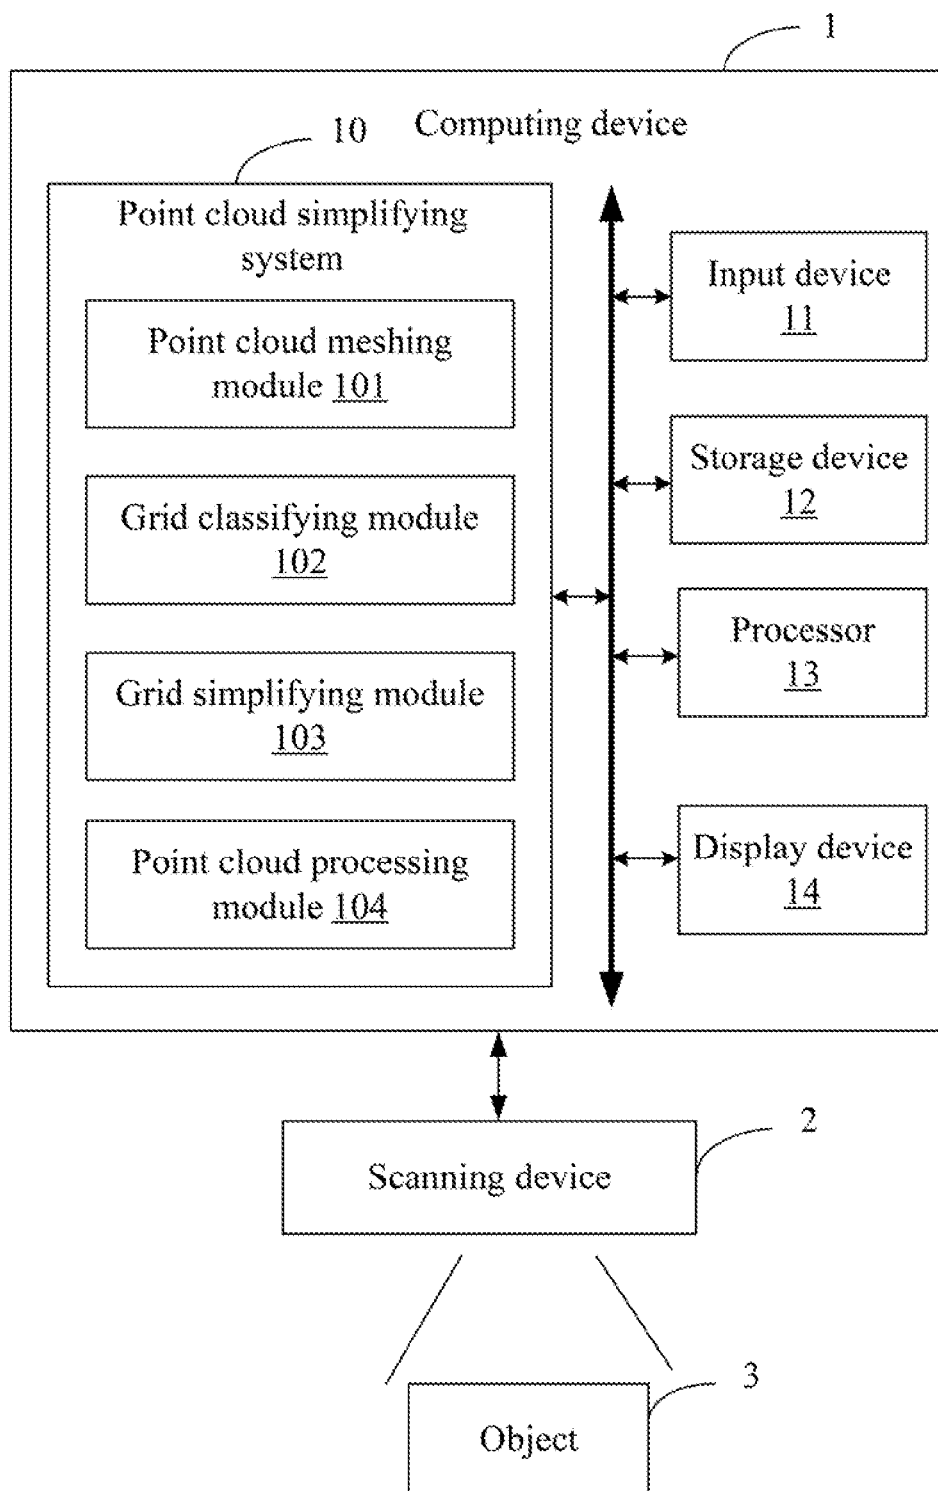 1
Computing device
10
Point cloud simplifying
system
Point cloud meshing
module 101
Grid classifying module
102
Grid simplifying module
103
Point cloud processing
module 104
Input device
11
Storage device
12
Processor
13
Display device
14
2
Scanning device
3
Object